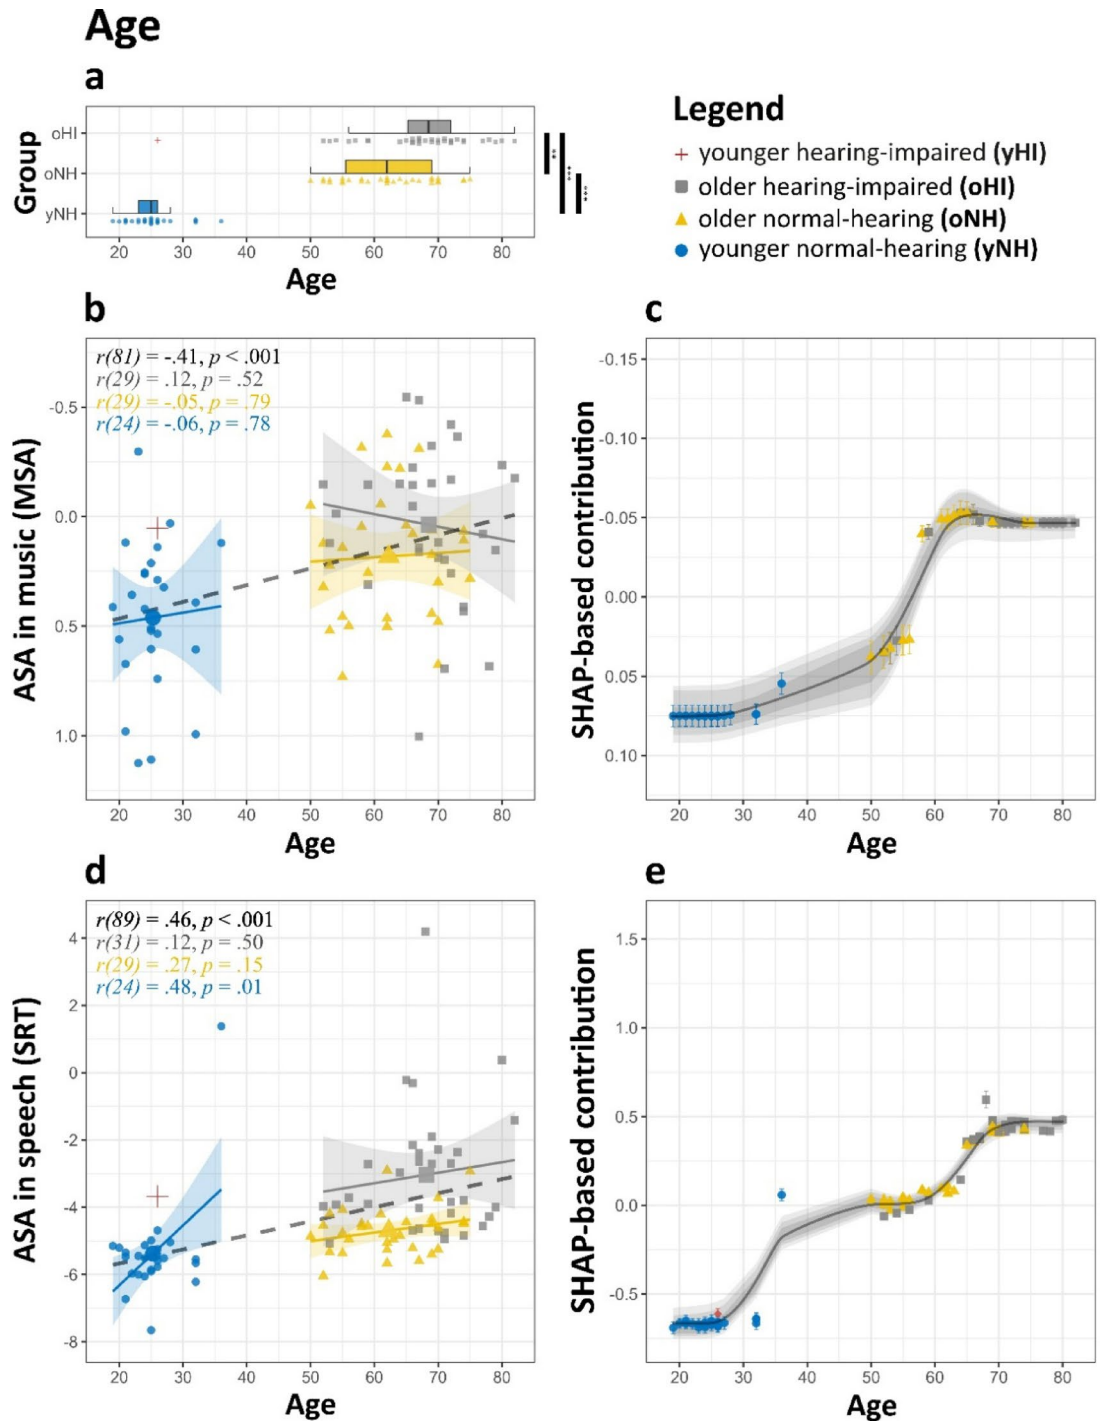 Age
a
Group
oHI
oNH
yNH
**
***
***
20 30 40 50 60 70 80
Age
Legend
younger hearing-impaired (yHI)
older hearing-impaired (oHI)
older normal-hearing (oNH)
younger normal-hearing (yNH)
b
r(81) = -.41, p < .001
r(29) = .12, p = .52
r(29) = -.05, p = .79
r(24) = -.06, p = .78
ASA in music (MSA)
-0.5
0.0
0.5
1.0
20 30 40 50 60 70 80
Age
c
SHAP-based contribution
-0.15
-0.10
-0.05
0.00
0.05
0.10
20 30 40 50 60 70 80
Age
d
r(89) = .46, p < .001
r(31) = .12, p = .50
r(29) = .27, p = .15
r(24) = .48, p = .01
ASA in speech (SRT)
4
2
0
-2
-4
-6
-8
20 30 40 50 60 70 80
Age
e
SHAP-based contribution
1.5
1.0
0.5
0.0
-0.5
20 30 40 50 60 70 80
Age